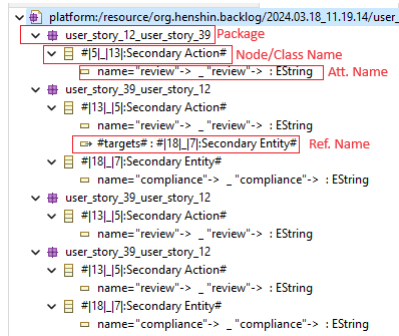 platform:/resource/org.henshin.backlog/2024.03.18_11.19.14/user_
user_story_12_user_story_39 Package
#|5|_|13|:Secondary Action# Node/Class Name
name="review"-> _ "review"-> : EString
Att. Name
user_story_39_user_story_12
#|13|_|5|:Secondary Action#
name="review"-> _ "review"-> : EString
#targets# : #|18|_|7|:Secondary Entity# Ref. Name
#|18|_|7|:Secondary Entity#
name="compliance"-> _ "compliance"-> : EString
user_story_39_user_story_12
#|13|_|5|:Secondary Action#
name="review"-> _ "review"-> : EString
user_story_39_user_story_12
#|13|_|5|:Secondary Action#
name="review"-> _ "review"-> : EString
#|18|_|7|:Secondary Entity#
name="compliance"-> _ "compliance"-> : EString